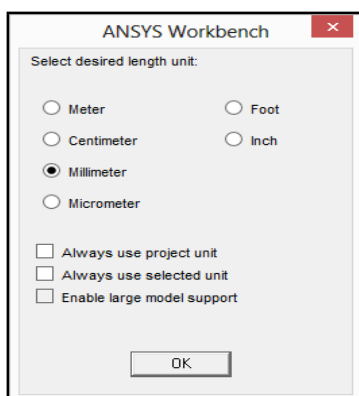 ANSYS Workbench
Select desired length unit:
Meter
Foot
Centimeter
Inch
Millimeter
Micrometer
Always use project unit
Always use selected unit
Enable large model support
OK